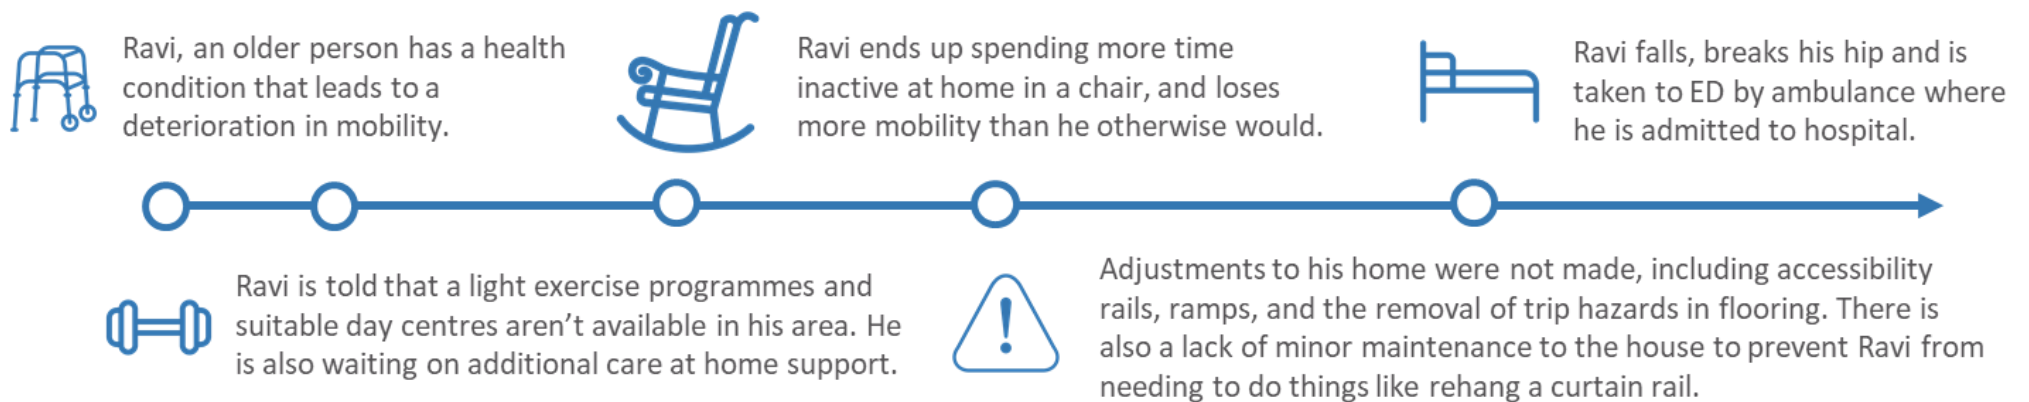 Ravi, an older person has a health
condition that leads to a
deterioration in mobility.
Ravi is told that a light exercise programmes and
suitable day centres aren’t available in his area. He
is also waiting on additional care at home support.
Ravi ends up spending more time
inactive at home in a chair, and loses
more mobility than he otherwise would.
Adjustments to his home were not made, including accessibility
rails, ramps, and the removal of trip hazards in flooring. There is
also a lack of minor maintenance to the house to prevent Ravi from
needing to do things like rehang a curtain rail.
Ravi falls, breaks his hip and is
taken to ED by ambulance where
he is admitted to hospital.